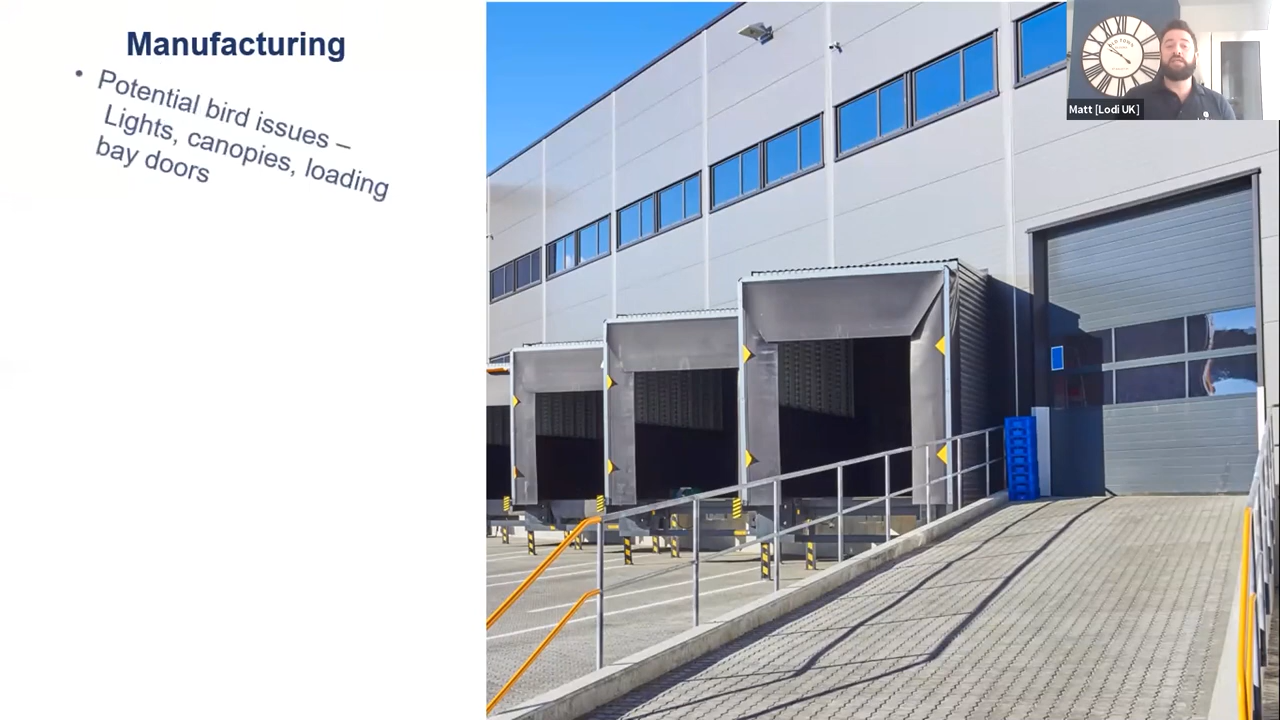 Manufacturing
• Potential bird issues –
Lights, canopies, loading
bay doors
Matt [Lodi UK]